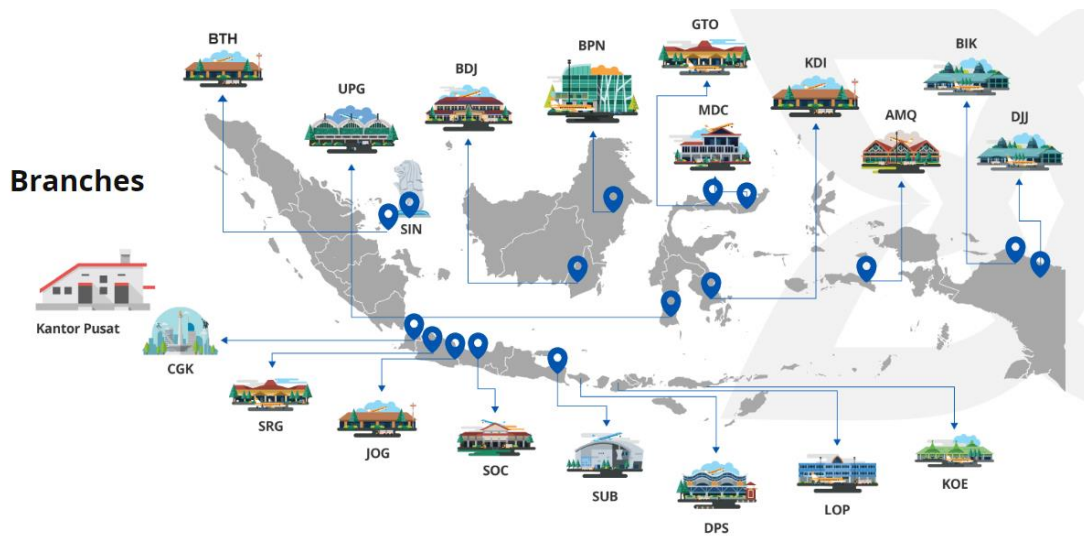 Branches
BTH
UPG
BDJ
BPN
GTO
MDC
KDI
AMQ
BIK
DJJ
SIN
Kantor Pusat
CGK
SRG
JOG
SOC
SUB
DPS
LOP
KOE